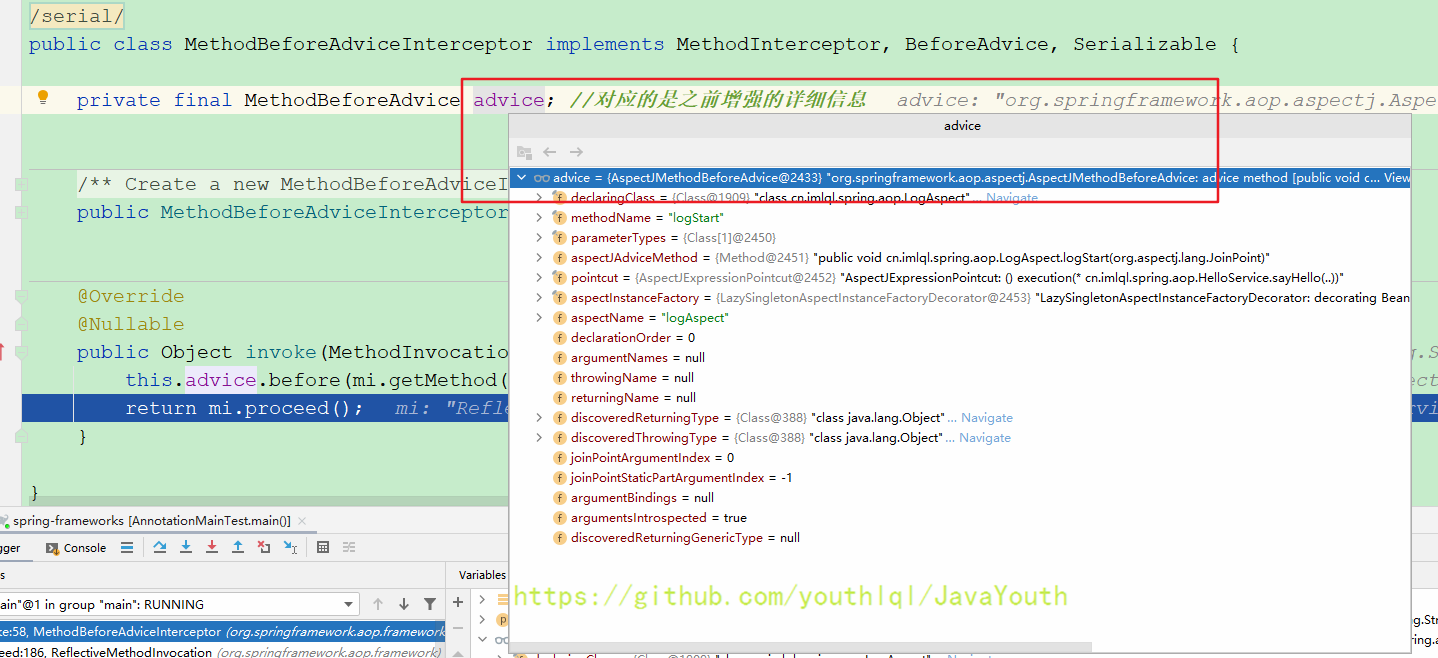 /serial/
public class MethodBeforeAdviceInterceptor implements MethodInterceptor, BeforeAdvice, Serializable {
private final MethodBeforeAdvice advice; //对应的是之前增强的详细信息 advice: "org.springframework.aop.aspectj.Aspe
advice
advice = {AspectJMethodBeforeAdvice@2433} "org.springframework.aop.aspectj.AspectJMethodBeforeAdvice: advice method [public void c... View
/** Create a new MethodBeforeAdviceI
declaringClass = {Class@1909} "class cn.imlql.spring.aop.LogAspect" ... Navigate
public MethodBeforeAdviceInterceptor
methodName = "logStart"
parameterTypes = {Class[1]@2450}
aspectJAdviceMethod = {Method@2451} "public void cn.imlql.spring.aop.LogAspect.logStart(org.aspectj.lang.JoinPoint)"
pointcut = {AspectJExpressionPointcut@2452} "AspectJExpressionPointcut: () execution(* cn.imlql.spring.aop.HelloService.sayHello(..))"
@Override
aspectInstanceFactory = {LazySingletonAspectInstanceFactoryDecorator@2453} "LazySingletonAspectInstanceFactoryDecorator: decorating Bean
@Nullable
aspectName = "logAspect"
declarationOrder = 0
public Object invoke(MethodInvocatio
argumentNames = null
this.advice.before(mi.getMethod(
throwingName = null
returningName = null
return mi.proceed(); mi: "Refle
discoveredReturningType = {Class@388} "class java.lang.Object" ... Navigate
}
discoveredThrowingType = {Class@388} "class java.lang.Object" ... Navigate
joinPointArgumentIndex = 0
joinPointStaticPartArgumentIndex = -1
}
argumentBindings = null
argumentsIntrospected = true
discoveredReturningGenericType = null
spring-frameworks [AnnotationMainTest.main()]
gger Console
s Variables
ain"@1 in group "main": RUNNING
https://github.com/youthlql/JavaYouth
ke:58, MethodBeforeAdviceInterceptor (org.springframework.aop.framework
eed:186, ReflectiveMethodInvocation (org.springframework.aop.framework)